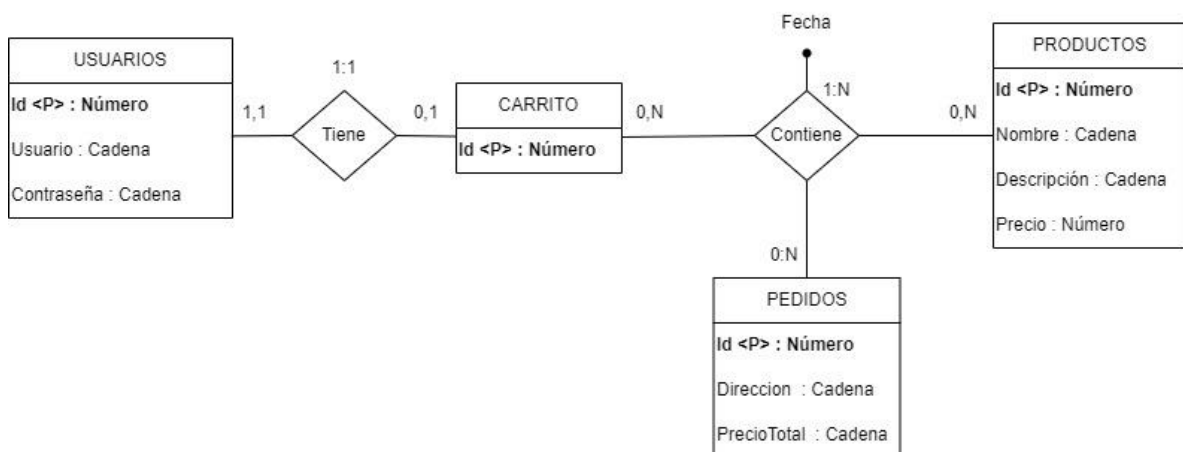 Fecha
USUARIOS
Id <P> : Número
Usuario : Cadena
Contraseña : Cadena
1,1
1:1
Tiene
0,1
CARRITO
Id <P> : Número
0,N
1:N
Contiene
0,N
PRODUCTOS
Id <P> : Número
Nombre : Cadena
Descripción : Cadena
Precio : Número
0:N
PEDIDOS
Id <P> : Número
Direccion : Cadena
PrecioTotal : Cadena